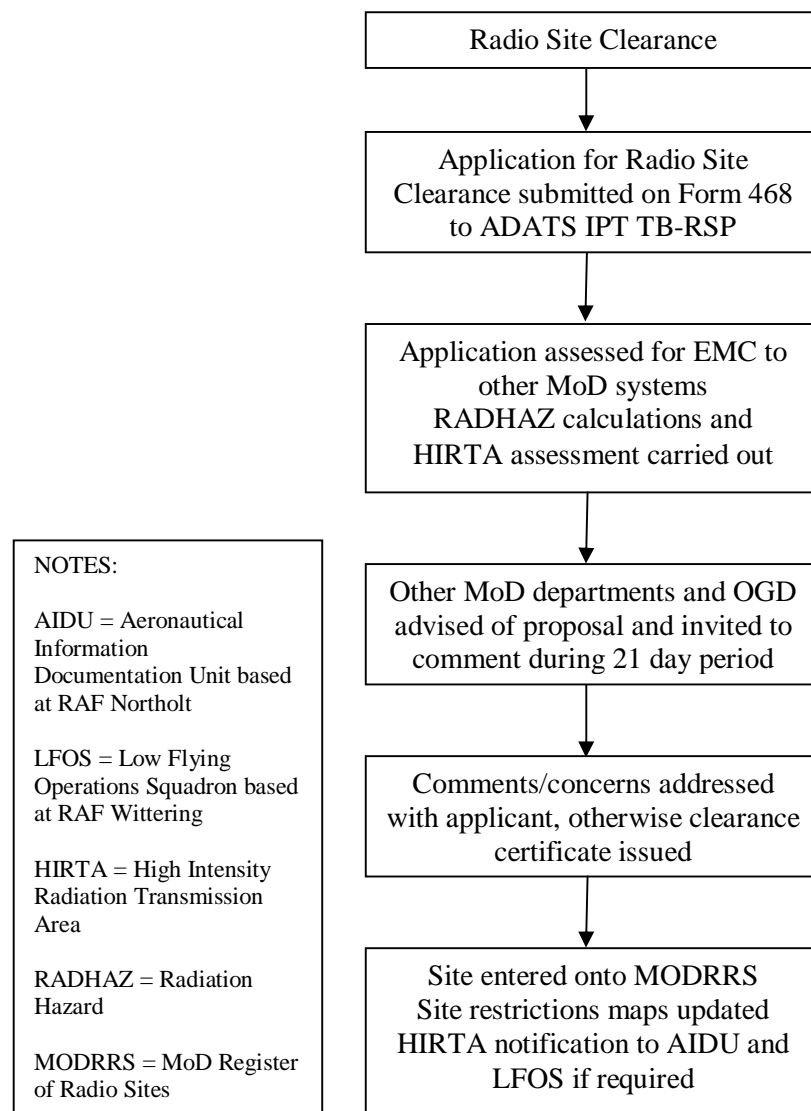 Radio Site Clearance
Application for Radio Site
Clearance submitted on Form 468
to ADATS IPT TB-RSP
Application assessed for EMC to
other MoD systems
RADHAZ calculations and
HIRTA assessment carried out
Other MoD departments and OGD
advised of proposal and invited to
comment during 21 day period
Comments/concerns addressed
with applicant, otherwise clearance
certificate issued
Site entered onto MODRRS
Site restrictions maps updated
HIRTA notification to AIDU and
LFOS if required
NOTES:
AIDU = Aeronautical
Information
Documentation Unit based
at RAF Northolt
LFOS = Low Flying
Operations Squadron based
at RAF Wittering
HIRTA = High Intensity
Radiation Transmission
Area
RADHAZ = Radiation
Hazard
MODRRS = MoD Register
of Radio Sites